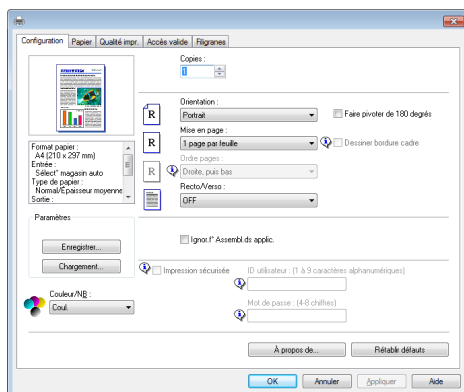 Configuration Papier Qualité impr. Accès valide Filigranes
Copies :
1
Orientation :
Portrait
Faire pivoter de 180 degrés
Mise en page :
1 page par feuille
Dessiner bordure cadre
Ordre pages :
Droite, puis bas
Recto/Verso :
OFF
Format papier :
A4 (210 x 297 mm)
Entrée :
Sélect° magasin auto
Type de papier :
Normal/Épaisseur moyenne
Sortie :
Paramètres
Enregistrer...
Chargement...
Ignor.f° Assembl.ds applic.
Impression sécurisée
ID utilisateur : (1 à 9 caractères alphanumériques)
Mot de passe : (4-8 chiffres)
Couleur/NB :
Coul.
À propos de... Rétablir défauts
OK Annuler Appliquer Aide